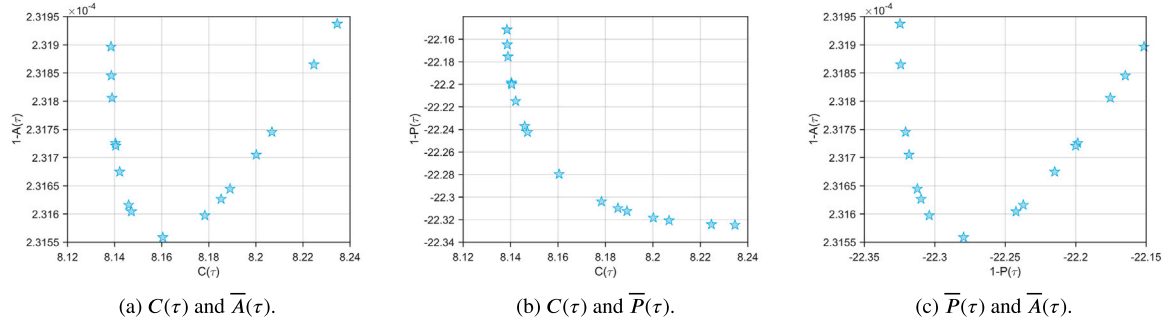 ×10⁻⁴
2.3195
2.319
2.3185
2.318
2.3175
2.317
2.3165
2.316
2.3155
1-A(τ)
8.12 8.14 8.16 8.18 8.2 8.22 8.24
C(τ)
(a) C(τ) and A̅(τ).
-22.16
-22.18
-22.2
-22.22
-22.24
-22.26
-22.28
-22.3
-22.32
-22.34
1-P(τ)
8.12 8.14 8.16 8.18 8.2 8.22 8.24
C(τ)
(b) C(τ) and P̅(τ).
×10⁻⁴
2.3195
2.319
2.3185
2.318
2.3175
2.317
2.3165
2.316
2.3155
1-A(τ)
-22.35 -22.3 -22.25 -22.2 -22.15
1-P(τ)
(c) P̅(τ) and A̅(τ).